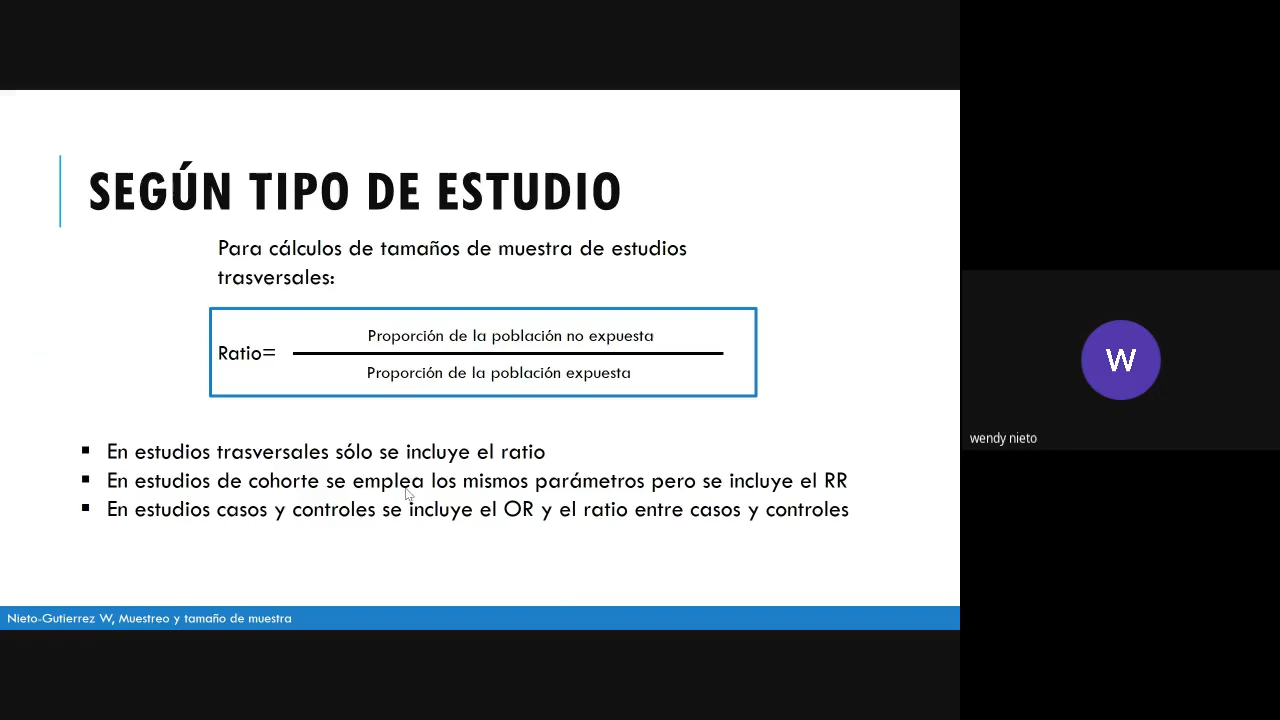 SEGÚN TIPO DE ESTUDIO
Para cálculos de tamaños de muestra de estudios
trasversales:
Proporción de la población no expuesta
Ratio=
Proporción de la población expuesta
▪ En estudios trasversales sólo se incluye el ratio
▪ En estudios de cohorte se emplea los mismos parámetros pero se incluye el RR
▪ En estudios casos y controles se incluye el OR y el ratio entre casos y controles
Nieto-Gutierrez W, Muestreo y tamaño de muestra
W
wendy nieto